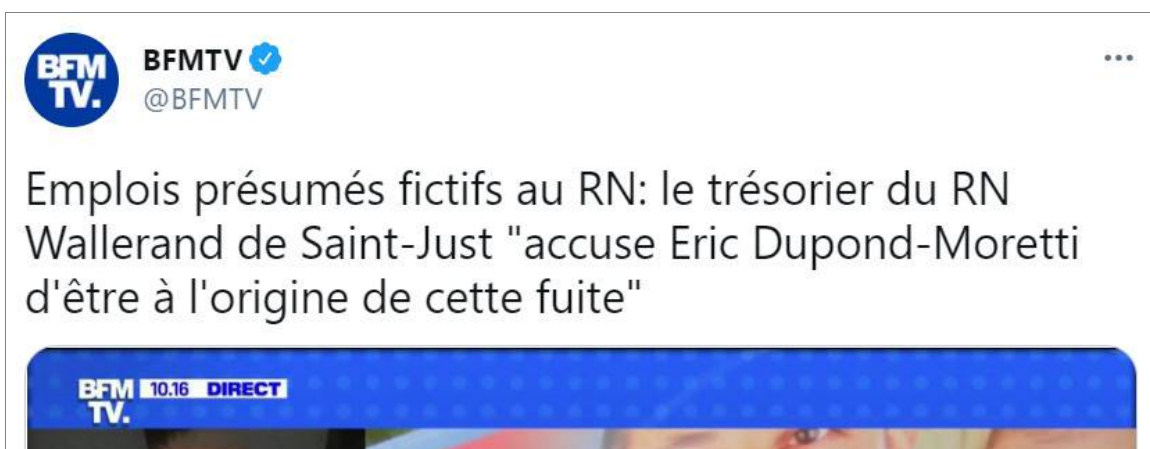 BFM
TV.
BFMTV
@BFMTV
Emplois présumés fictifs au RN: le trésorier du RN
Wallerand de Saint-Just "accuse Eric Dupond-Moretti
d'être à l'origine de cette fuite"
BFM 10.16 DIRECT
TV.